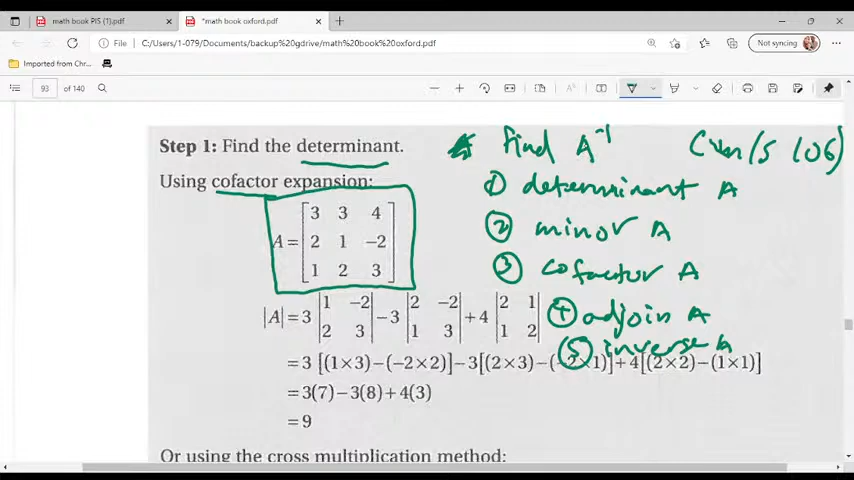 math book PIS (1).pdf
*math book oxford.pdf
Not syncing
File C:/Users/1-079/Documents/backup%20gdrive/math%20book%20oxford.pdf
Imported from Chr...
93 of 140
Step 1: Find the determinant.
Find A⁻¹
Using cofactor expansion:
① determinant A
② minor A
③ cofactor A
④ adjoin A
⑤ inverse A
A = [3 3 4
2 1 −2
1 2 3]
|A| = 3 |1 −2; 2 3| − 3 |2 −2; 1 3| + 4 |2 1; 1 2|
= 3 [(1×3)−(−2×2)]−3[(2×3)−(−2×1)]+4[(2×2)−(1×1)]
= 3(7)−3(8)+4(3)
= 9
Or using the cross multiplication method: